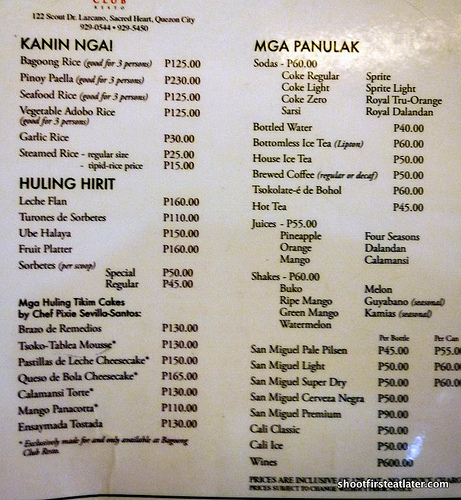 CLUB
RESTO
122 Scout Dr. Lazcano, Sacred Heart, Quezon City
929-0544 • 929-5450
KANIN NGAI
Bagoong Rice (good for 3 persons) P125.00
Pinoy Paella (good for 3 persons) P230.00
Seafood Rice (good for 3 persons) P125.00
Vegetable Adobo Rice P125.00
(good for 3 persons)
Garlic Rice P30.00
Steamed Rice - regular size P25.00
- tipid-rice price P15.00
HULING HIRIT
Leche Flan P160.00
Turones de Sorbetes P110.00
Ube Halaya P150.00
Fruit Platter P160.00
Sorbetes (per scoop)
Special P50.00
Regular P45.00
Mga Huling Tikim Cakes
by Chef Pixie Sevilla-Santos:
Brazo de Remedios P130.00
Tsoko-Tablea Mousse* P130.00
Pastillas de Leche Cheesecake* P150.00
Queso de Bola Cheesecake* P165.00
Calamansi Torte* P130.00
Mango Panacotta* P110.00
Ensaymada Tostada P130.00
* Exclusively made for and only available at Bagoong
Club Resto.
MGA PANULAK
Sodas - P60.00
Coke Regular Sprite
Coke Light Sprite Light
Coke Zero Royal Tru-Orange
Sarsi Royal Dalandan
Bottled Water P40.00
Bottomless Ice Tea (Lipton) P60.00
House Ice Tea P50.00
Brewed Coffee (regular or decaf) P50.00
Tsokolate-é de Bohol P60.00
Hot Tea P45.00
Juices - P55.00
Pineapple Four Seasons
Orange Dalandan
Mango Calamansi
Shakes - P60.00
Buko Melon
Ripe Mango Guyabano (seasonal)
Green Mango Kamias (seasonal)
Watermelon
Per Bottle Per Can
San Miguel Pale Pilsen P45.00 P55.0
San Miguel Light P50.00 P60.0
San Miguel Super Dry P50.00 P60.0
San Miguel Cerveza Negra P50.00
San Miguel Premium P90.00
Cali Classic P50.00
Cali Ice P50.00
Wines P600.00
PRICES ARE INCLUSIVE
PRICES SUBJECT TO CHANGE
shootfirsteatlater.com